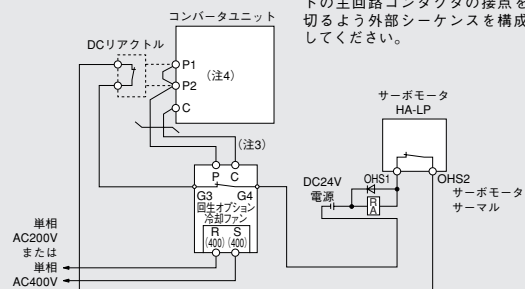 ドの主回路コンタクタの接点を
切るよう外部シーケンスを構成
してください。
コンバータユニット
DCリアクトル
P1
P2
C
(注4)
(注3)
P C
G3 G4
回生オプション
冷却ファン
R S
(400) (400)
単相
AC200V
または
単相
AC400V
サーボモータ
HA-LP
OHS1
OHS2
DC24V
電源
RA
サーボモータ
サーマル